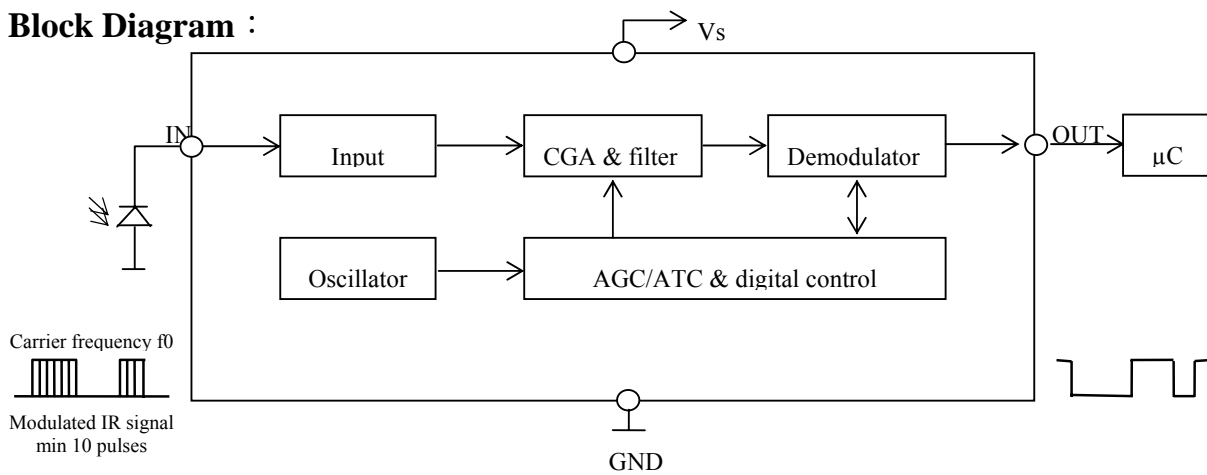 Block Diagram：
Vs
IN
OUT
Input
CGA & filter
Demodulator
µC
Oscillator
AGC/ATC & digital control
Carrier frequency f0
Modulated IR signal
min 10 pulses
GND